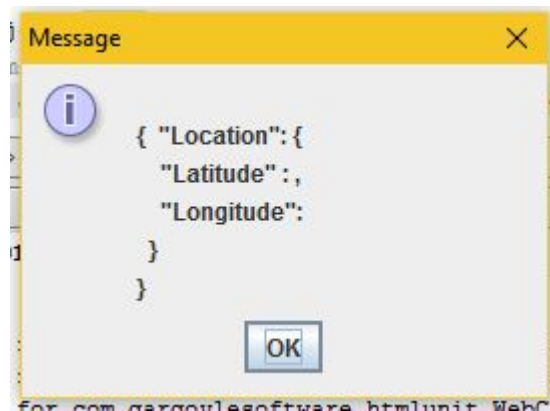 Message
{ "Location": {
"Latitude" : ,
"Longitude":
}
}
OK
for com.gargoylesoftware.htmlunit.WebC